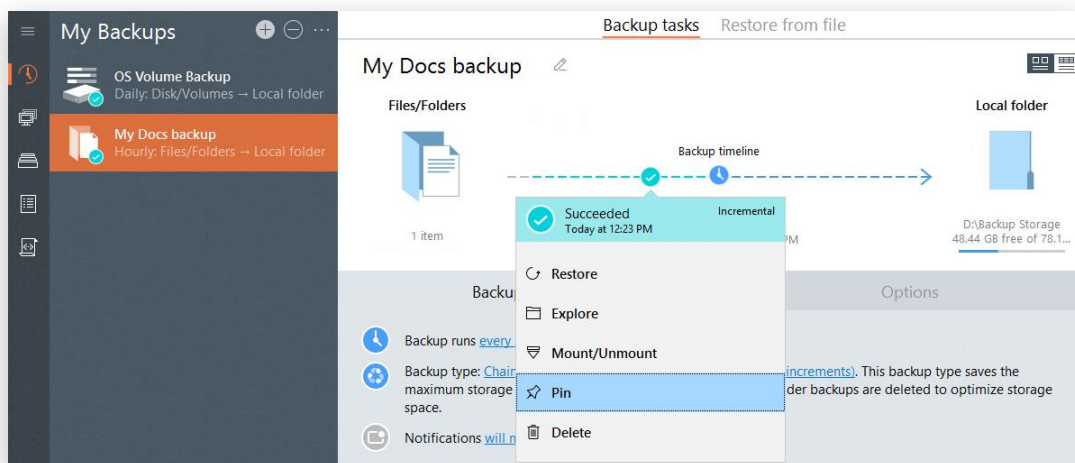 My Backups
OS Volume Backup
Daily: Disk/Volumes → Local folder
My Docs backup
Hourly: Files/Folders → Local folder
Backup tasks Restore from file
My Docs backup
Files/Folders
Local folder
Backup timeline
1 item
D:\Backup Storage
48.44 GB free of 78.1...
Succeeded Incremental
Today at 12:23 PM
PM
Restore
Explore
Mount/Unmount
Pin
Delete
Options
Backup runs every
Backup type: increments). This backup type saves the
maximum storage der backups are deleted to optimize storage
space.
Notifications will